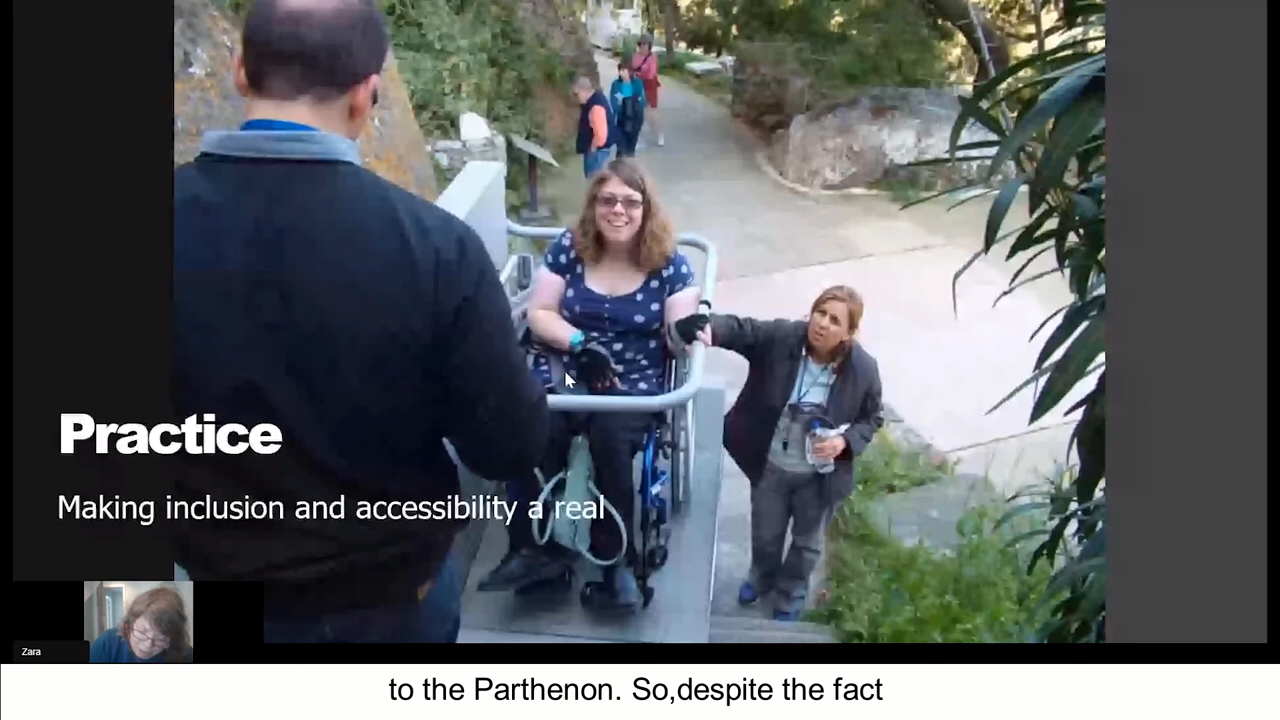 Practice
Making inclusion and accessibility a real
Zara
to the Parthenon. So,despite the fact